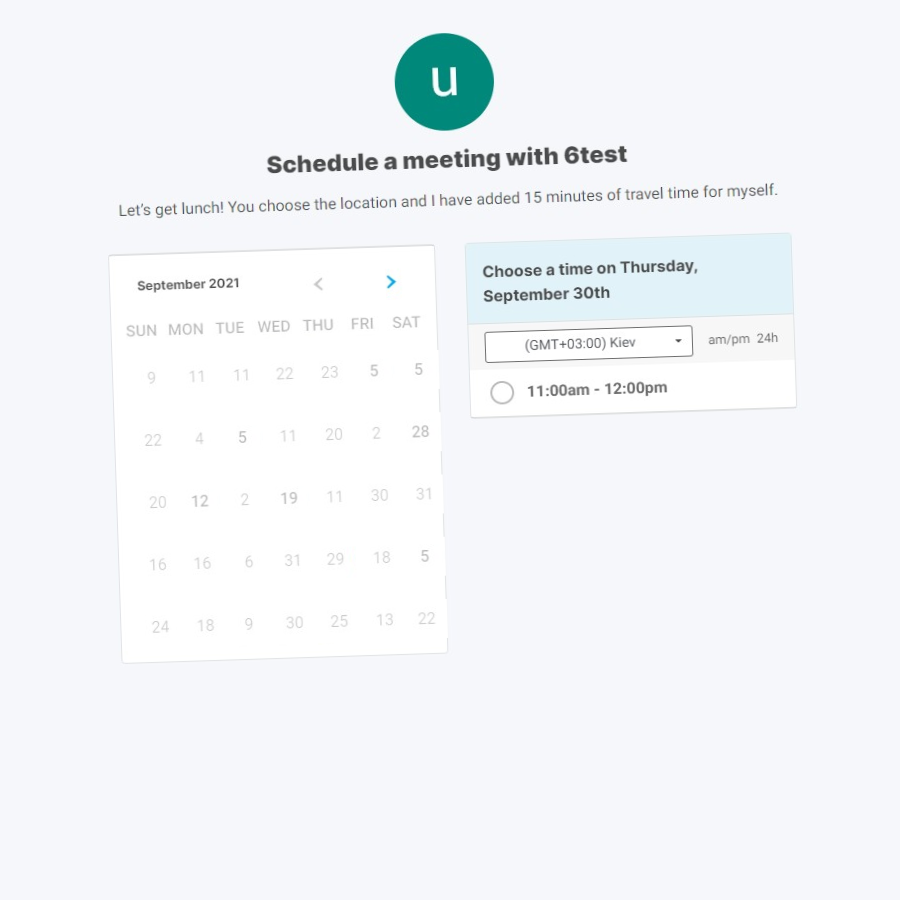 u
Schedule a meeting with 6test
Let's get lunch! You choose the location and I have added 15 minutes of travel time for myself.
September 2021
SUN MON TUE WED THU FRI SAT
9 11 11 22 23 5 5
22 4 5 11 20 2 28
20 12 2 19 11 30 31
16 16 6 31 29 18 5
24 18 9 30 25 13 22
Choose a time on Thursday,
September 30th
(GMT+03:00) Kiev am/pm 24h
11:00am - 12:00pm